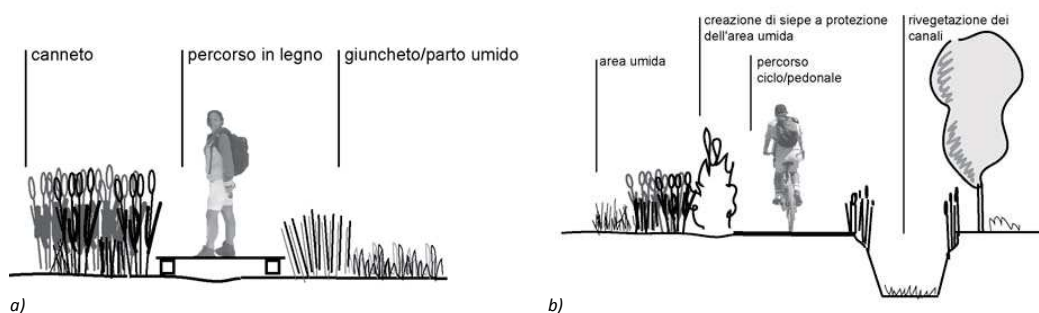 canneto
percorso in legno
giuncheto/parto umido
a)
creazione di siepe a protezione
dell'area umida
rivegetazione dei
canali
area umida
percorso
ciclo/pedonale
b)